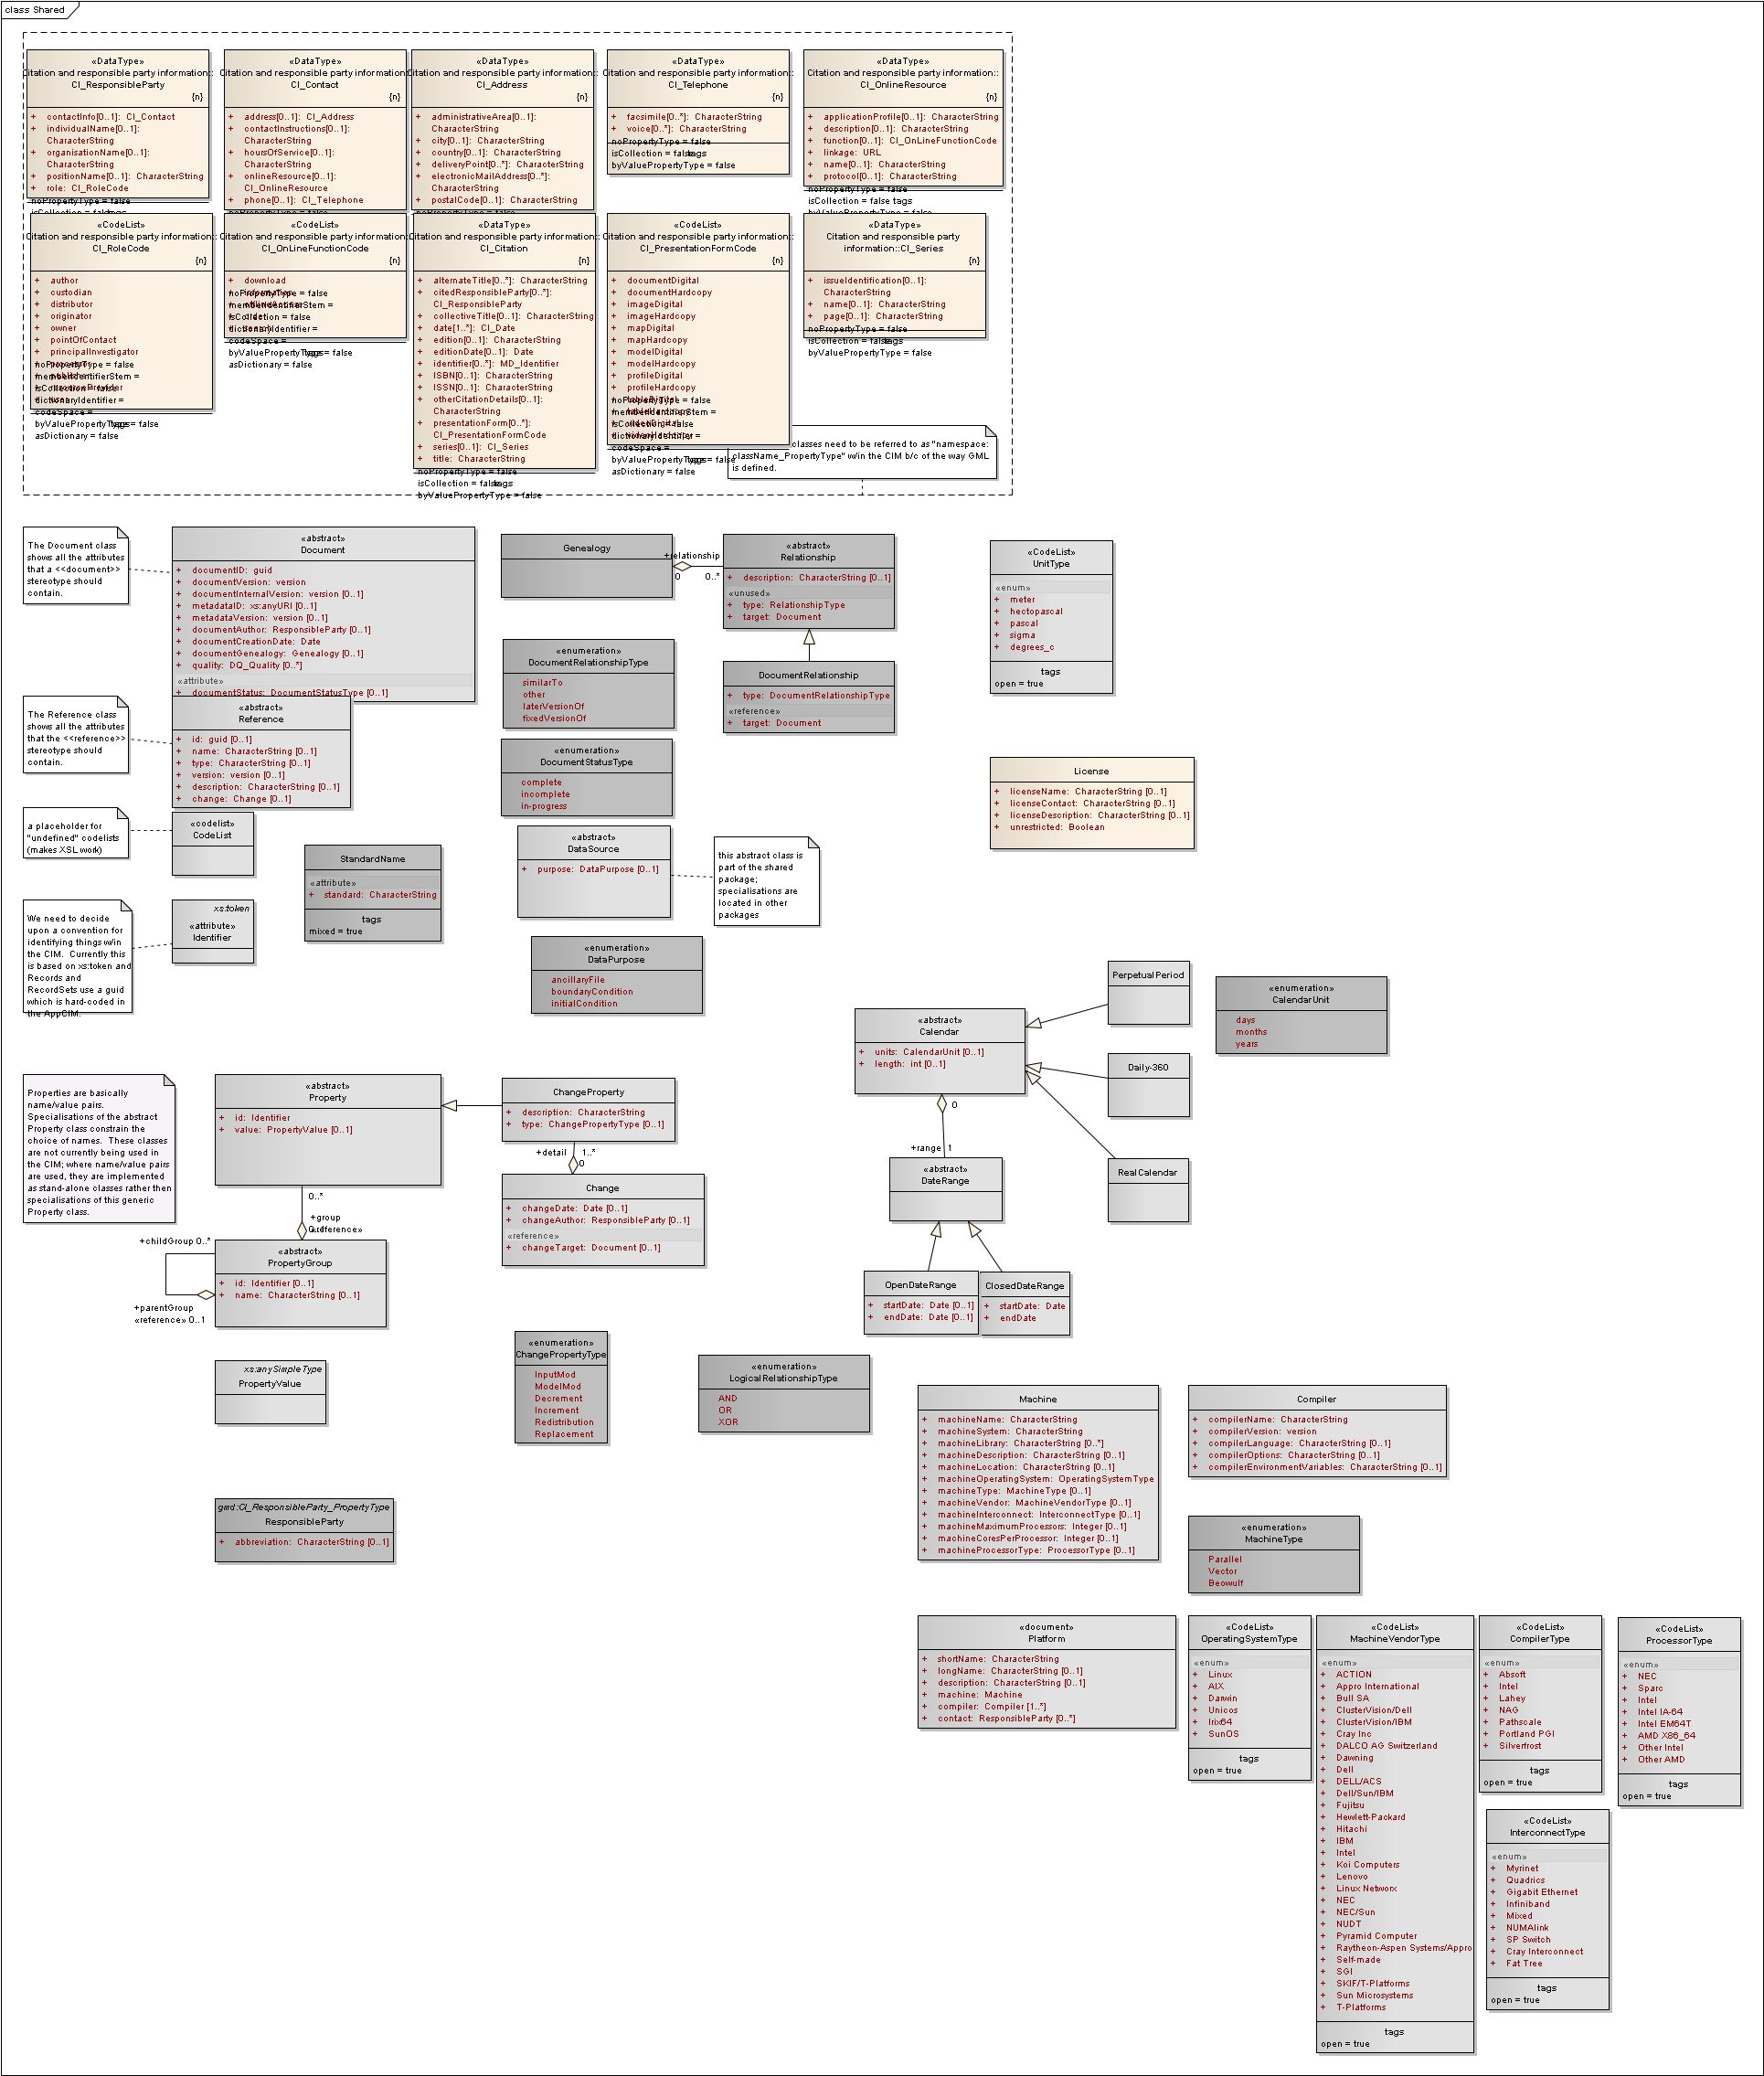 class Shared
«DataType»
Citation and responsible party information::
CI_ResponsibleParty
{n}
+ contactInfo[0..1]: CI_Contact
+ individualName[0..1]:
CharacterString
+ organisationName[0..1]:
CharacterString
+ positionName[0..1]: CharacterString
+ role: CI_RoleCode
noPropertyType = false
isCollection = false
tags
«DataType»
Citation and responsible party information::
CI_Contact
{n}
+ address[0..1]: CI_Address
+ contactInstructions[0..1]:
CharacterString
+ hoursOfService[0..1]:
CharacterString
+ onlineResource[0..1]:
CI_OnlineResource
+ phone[0..1]: CI_Telephone
noPropertyType = false
«DataType»
Citation and responsible party information::
CI_Address
{n}
+ administrativeArea[0..1]:
CharacterString
+ city[0..1]: CharacterString
+ country[0..1]: CharacterString
+ deliveryPoint[0..*]: CharacterString
+ electronicMailAddress[0..*]:
CharacterString
+ postalCode[0..1]: CharacterString
noPropertyType = false
«DataType»
Citation and responsible party information::
CI_Telephone
{n}
+ facsimile[0..*]: CharacterString
+ voice[0..*]: CharacterString
noPropertyType = false
isCollection = false
tags
byValuePropertyType = false
«DataType»
Citation and responsible party information::
CI_OnlineResource
{n}
+ applicationProfile[0..1]: CharacterString
+ description[0..1]: CharacterString
+ function[0..1]: CI_OnLineFunctionCode
+ linkage: URL
+ name[0..1]: CharacterString
+ protocol[0..1]: CharacterString
noPropertyType = false
isCollection = false tags
byValuePropertyType = false
«CodeList»
Citation and responsible party information::
CI_RoleCode
{n}
+ author
+ custodian
+ distributor
+ originator
+ owner
+ pointOfContact
+ principalInvestigator
noPropertyType = false
memberIdentifierStem =
isCollection = false
dictionaryIdentifier =
codeSpace =
byValuePropertyType = false
tags
asDictionary = false
«CodeList»
Citation and responsible party information::
CI_OnLineFunctionCode
{n}
+ download
noPropertyType = false
memberIdentifierStem =
isCollection = false
dictionaryIdentifier =
codeSpace =
byValuePropertyType = false
tags
asDictionary = false
«DataType»
Citation and responsible party information::
CI_Citation
{n}
+ alternateTitle[0..*]: CharacterString
+ citedResponsibleParty[0..*]:
CI_ResponsibleParty
+ collectiveTitle[0..1]: CharacterString
+ date[1..*]: CI_Date
+ edition[0..1]: CharacterString
+ editionDate[0..1]: Date
+ identifier[0..*]: MD_Identifier
+ ISBN[0..1]: CharacterString
+ ISSN[0..1]: CharacterString
+ otherCitationDetails[0..1]:
CharacterString
+ presentationForm[0..*]:
CI_PresentationFormCode
+ series[0..1]: CI_Series
+ title: CharacterString
noPropertyType = false
isCollection = false
tags
byValuePropertyType = false
«CodeList»
Citation and responsible party information::
CI_PresentationFormCode
{n}
+ documentDigital
+ documentHardcopy
+ imageDigital
+ imageHardcopy
+ mapDigital
+ mapHardcopy
+ modelDigital
+ modelHardcopy
+ profileDigital
+ profileHardcopy
noPropertyType = false
memberIdentifierStem =
isCollection = false
dictionaryIdentifier =
codeSpace =
byValuePropertyType = false
tags
asDictionary = false
«DataType»
Citation and responsible party
information::CI_Series
{n}
+ issueIdentification[0..1]:
CharacterString
+ name[0..1]: CharacterString
+ page[0..1]: CharacterString
noPropertyType = false
isCollection = false
tags
byValuePropertyType = false
classes need to be referred to as "namespace:
className_PropertyType" w/in the CIM b/c of the way GML
is defined.
The Document class
shows all the attributes
that a <<document>>
stereotype should
contain.
«abstract»
Document
+ documentID: guid
+ documentVersion: version
+ documentInternalVersion: version [0..1]
+ metadataID: xs:anyURI [0..1]
+ metadataVersion: version [0..1]
+ documentAuthor: ResponsibleParty [0..1]
+ documentCreationDate: Date
+ documentGenealogy: Genealogy [0..1]
+ quality: DQ_Quality [0..*]
«attribute»
+ documentStatus: DocumentStatusType [0..1]
Genealogy
+relationship
0
0..*
«abstract»
Relationship
+ description: CharacterString [0..1]
«unused»
+ type: RelationshipType
+ target: Document
«CodeList»
UnitType
«enum»
+ meter
+ hectopascal
+ pascal
+ sigma
+ degrees_c
tags
open = true
«enumeration»
DocumentRelationshipType
similarTo
other
laterVersionOf
fixedVersionOf
DocumentRelationship
+ type: DocumentRelationshipType
«reference»
+ target: Document
The Reference class
shows all the attributes
that the <<reference>>
stereotype should
contain.
«abstract»
Reference
+ id: guid [0..1]
+ name: CharacterString [0..1]
+ type: CharacterString [0..1]
+ version: version [0..1]
+ description: CharacterString [0..1]
+ change: Change [0..1]
«enumeration»
DocumentStatusType
complete
incomplete
in-progress
License
+ licenseName: CharacterString [0..1]
+ licenseContact: CharacterString [0..1]
+ licenseDescription: CharacterString [0..1]
+ unrestricted: Boolean
a placeholder for
"undefined" codelists
(makes XSL work)
«codelist»
CodeList
StandardName
«attribute»
+ standard: CharacterString
tags
mixed = true
«abstract»
DataSource
+ purpose: DataPurpose [0..1]
this abstract class is
part of the shared
package;
specialisations are
located in other
packages
We need to decide
upon a convention for
identifying things w/in
the CIM. Currently this
is based on xs:token and
Records and
RecordSets use a guid
which is hard-coded in
the AppCIM.
xs:token
«attribute»
Identifier
«enumeration»
DataPurpose
ancillaryFile
boundaryCondition
initialCondition
«abstract»
Calendar
+ units: CalendarUnit [0..1]
+ length: int [0..1]
PerpetualPeriod
Daily-360
RealCalendar
«enumeration»
CalendarUnit
days
months
years
0
+range 1
«abstract»
DateRange
OpenDateRange
+ startDate: Date [0..1]
+ endDate: Date [0..1]
ClosedDateRange
+ startDate: Date
+ endDate
Properties are basically
name/value pairs.
Specialisations of the abstract
Property class constrain the
choice of names. These classes
are not currently being used in
the CIM; where name/value pairs
are used, they are implemented
as stand-alone classes rather then
specialisations of this generic
Property class.
«abstract»
Property
+ id: Identifier
+ value: PropertyValue [0..1]
ChangeProperty
+ description: CharacterString
+ type: ChangePropertyType [0..1]
+detail 1..*
0
Change
+ changeDate: Date [0..1]
+ changeAuthor: ResponsibleParty [0..1]
«reference»
+ changeTarget: Document [0..1]
0..*
+group
+childGroup 0..*
«abstract»
PropertyGroup
+ id: Identifier [0..1]
+ name: CharacterString [0..1]
+parentGroup
«reference» 0..1
xs:anySimpleType
PropertyValue
«enumeration»
ChangePropertyType
InputMod
ModelMod
Decrement
Increment
Redistribution
Replacement
«enumeration»
LogicalRelationshipType
AND
OR
XOR
gmd:CI_ResponsibleParty_PropertyType
ResponsibleParty
+ abbreviation: CharacterString [0..1]
Machine
+ machineName: CharacterString
+ machineSystem: CharacterString
+ machineLibrary: CharacterString [0..*]
+ machineDescription: CharacterString [0..1]
+ machineLocation: CharacterString [0..1]
+ machineOperatingSystem: OperatingSystemType
+ machineType: MachineType [0..1]
+ machineVendor: MachineVendorType [0..1]
+ machineInterconnect: InterconnectType [0..1]
+ machineMaximumProcessors: Integer [0..1]
+ machineCoresPerProcessor: Integer [0..1]
+ machineProcessorType: ProcessorType [0..1]
Compiler
+ compilerName: CharacterString
+ compilerVersion: version
+ compilerLanguage: CharacterString [0..1]
+ compilerOptions: CharacterString [0..1]
+ compilerEnvironmentVariables: CharacterString [0..1]
«enumeration»
MachineType
Parallel
Vector
Beowulf
«document»
Platform
+ shortName: CharacterString
+ longName: CharacterString [0..1]
+ description: CharacterString [0..1]
+ machine: Machine
+ compiler: Compiler [1..*]
+ contact: ResponsibleParty [0..*]
«CodeList»
OperatingSystemType
«enum»
+ Linux
+ AIX
+ Darwin
+ Unicos
+ Irix64
+ SunOS
tags
open = true
«CodeList»
MachineVendorType
«enum»
+ ACTION
+ Appro International
+ Bull SA
+ ClusterVision/Dell
+ ClusterVision/IBM
+ Cray Inc
+ DALCO AG Switzerland
+ Dawning
+ Dell
+ DELL/ACS
+ Dell/Sun/IBM
+ Fujitsu
+ Hewlett-Packard
+ Hitachi
+ IBM
+ Intel
+ Koi Computers
+ Lenovo
+ Linux Networx
+ NEC
+ NEC/Sun
+ NUDT
+ Pyramid Computer
+ Raytheon-Aspen Systems/Appro
+ Self-made
+ SGI
+ SKIF/T-Platforms
+ Sun Microsystems
+ T-Platforms
tags
open = true
«CodeList»
CompilerType
«enum»
+ Absoft
+ Intel
+ Lahey
+ NAG
+ Pathscale
+ Portland PGI
+ Silverfrost
tags
open = true
«CodeList»
ProcessorType
«enum»
+ NEC
+ Sparc
+ Intel
+ Intel IA-64
+ Intel EM64T
+ AMD X86_64
+ Other Intel
+ Other AMD
tags
open = true
«CodeList»
InterconnectType
«enum»
+ Myrinet
+ Quadrics
+ Gigabit Ethernet
+ Infiniband
+ Mixed
+ NUMAlink
+ SP Switch
+ Cray Interconnect
+ Fat Tree
tags
open = true